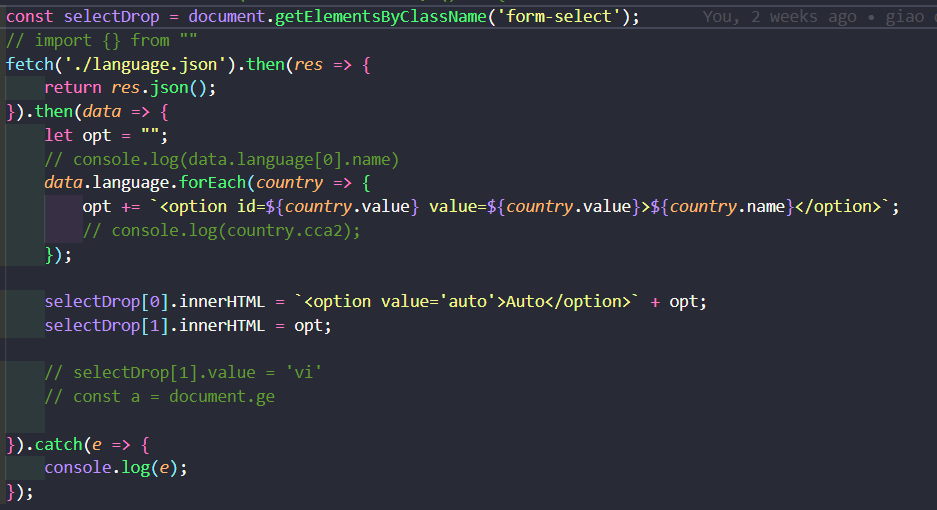 const selectDrop = document.getElementsByClassName('form-select');     You, 2 weeks ago • giao
// import {} from ""
fetch('./language.json').then(res => {
    return res.json();
}).then(data => {
    let opt = "";
    // console.log(data.language[0].name)
    data.language.forEach(country => {
        opt += `<option id=${country.value} value=${country.value}>${country.name}</option>`;
        // console.log(country.cca2);
    });

    selectDrop[0].innerHTML = `<option value='auto'>Auto</option>` + opt;
    selectDrop[1].innerHTML = opt;

    // selectDrop[1].value = 'vi'
    // const a = document.ge

}).catch(e => {
    console.log(e);
});